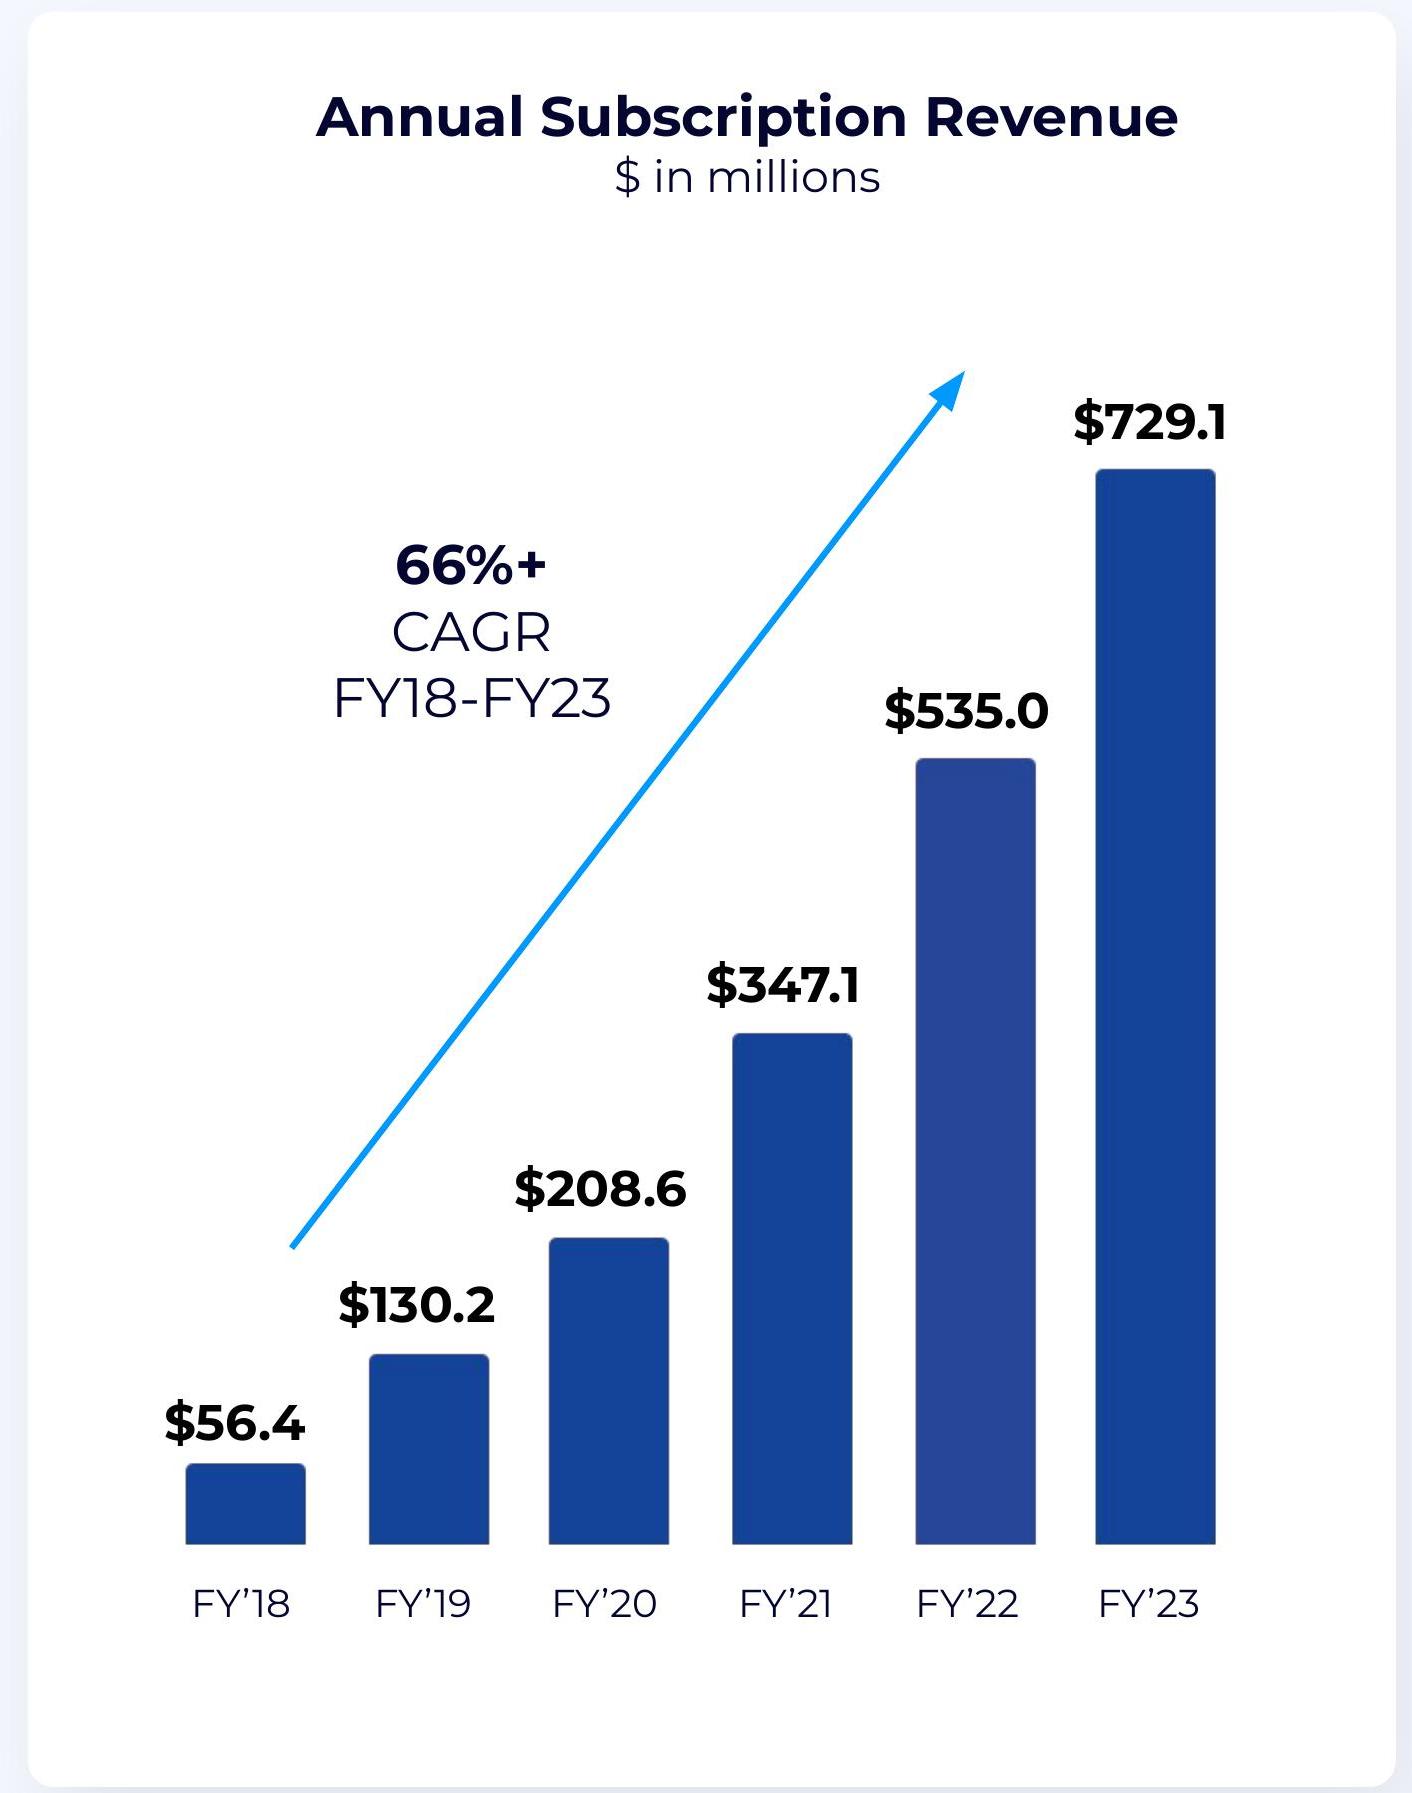 Annual Subscription Revenue
$ in millions
66%+
CAGR
FY18-FY23
$56.4
$130.2
$208.6
$347.1
$535.0
$729.1
FY’18
FY’19
FY’20
FY’21
FY’22
FY’23